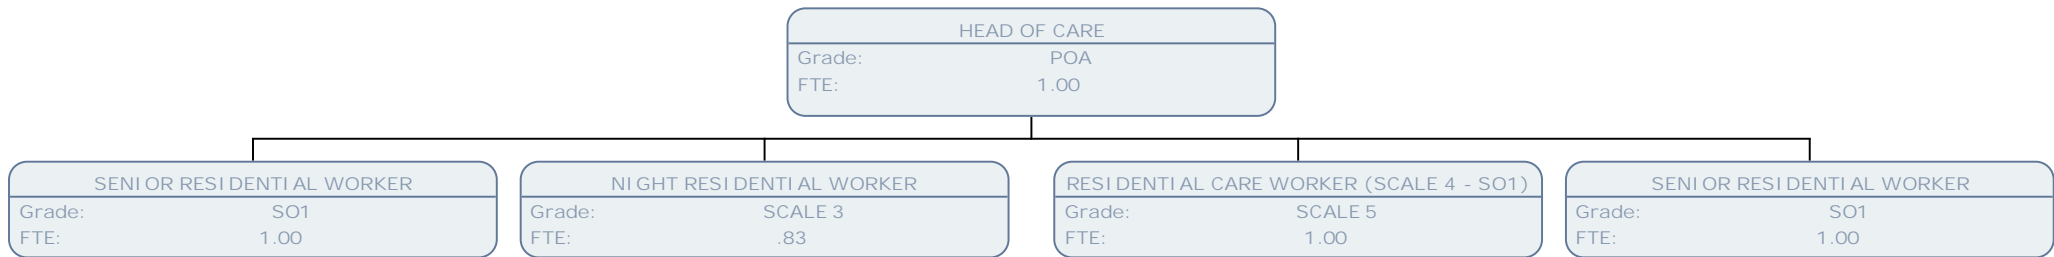 HEAD OF CARE
Grade: POA
FTE: 1.00
SENIOR RESIDENTIAL WORKER
Grade: SO1
FTE: 1.00
NIGHT RESIDENTIAL WORKER
Grade: SCALE 3
FTE: .83
RESIDENTIAL CARE WORKER (SCALE 4 - SO1)
Grade: SCALE 5
FTE: 1.00
SENIOR RESIDENTIAL WORKER
Grade: SO1
FTE: 1.00